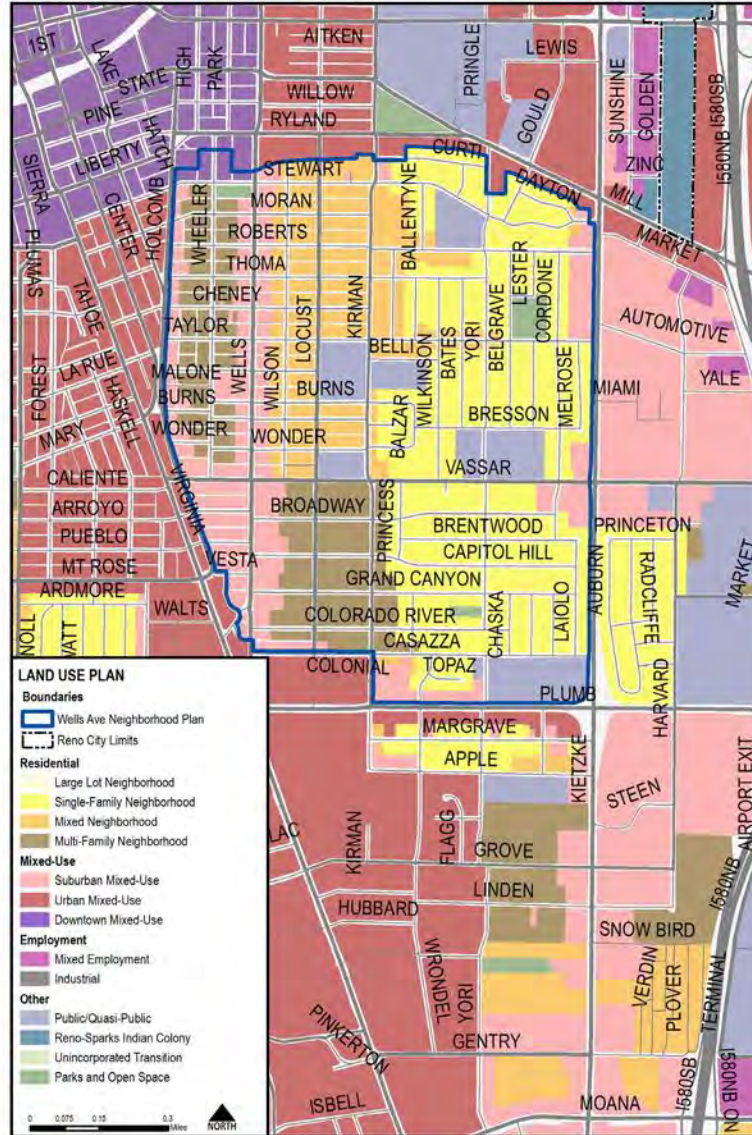 AITKEN
LEWIS
1ST
LAKE
STATE
HIGH
PARK
PRINGLE
GOULD
SUNSHINE
GOLDEN
I580NB
I580SB
PINE
WILLOW
RYLAND
HATCH
LIBERTY
SIERRA
CENTER
HOLCOMB
STEWART
CURTI
DAYTON
ZINC
MILL
MARKET
WHEELER
MORAN
BALLENTYNE
ROBERTS
THOMA
PLUMAS
TAHOE
CHENEY
LOCUST
KIRMAN
LESTER
CORDONE
BELGRAVE
AUTOMOTIVE
TAYLOR
WELLS
WILSON
BELLI
WILKINSON
BATES
YORI
MELROSE
FOREST
LA RUE
HASKELL
MALONE
BURNS
BURNS
MIAMI
YALE
MARY
WONDER
WONDER
BALZAR
BRESSON
VASSAR
CALIENTE
VIRGINIA
ARROYO
BROADWAY
PRINCESS
BRENTWOOD
PRINCETON
PUEBLO
CAPITOL HILL
AUBURN
RADCLIFFE
MARKET
MT ROSE
VESTA
GRAND CANYON
ARDMORE
WALTS
COLORADO RIVER
CHASKA
LAIOLO
NOLL
WATT
CASAZZA
COLONIAL
TOPAZ
PLUMB
HARVARD
MARGRAVE
APPLE
KIETZKE
STEEN
AIRPORT EXIT
LAC
KIRMAN
FLAGG
GROVE
LINDEN
HUBBARD
SNOW BIRD
I580NB
WRONDEL
YORI
VERDIN
PLOVER
TERMINAL
GENTRY
PINKERTON
I580SB
I580NB ON
ISBELL
MOANA
LAND USE PLAN
Boundaries
Wells Ave Neighborhood Plan
Reno City Limits
Residential
Large Lot Neighborhood
Single-Family Neighborhood
Mixed Neighborhood
Multi-Family Neighborhood
Mixed-Use
Suburban Mixed-Use
Urban Mixed-Use
Downtown Mixed-Use
Employment
Mixed Employment
Industrial
Other
Public/Quasi-Public
Reno-Sparks Indian Colony
Unincorporated Transition
Parks and Open Space
0 0.075 0.15 0.3
Miles
NORTH